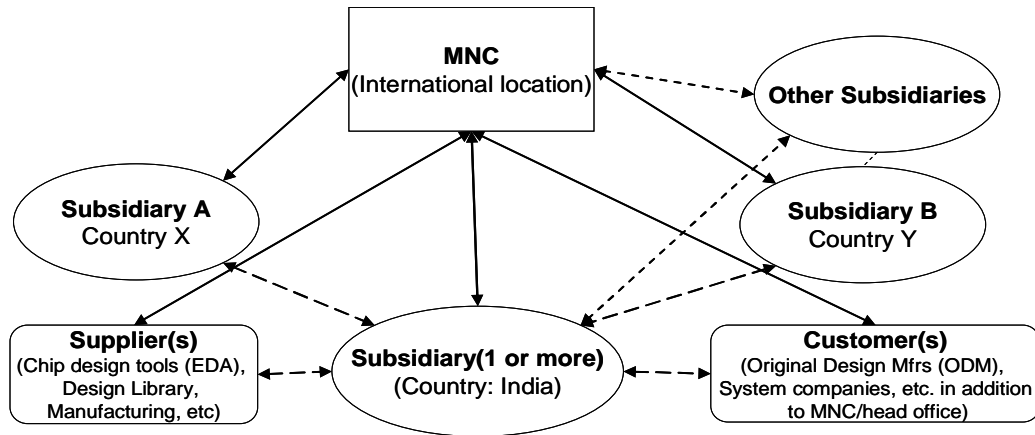 MNC
(International location)
Other Subsidiaries
Subsidiary A
Country X
Subsidiary B
Country Y
Supplier(s)
(Chip design tools (EDA),
Design Library,
Manufacturing, etc)
Subsidiary(1 or more)
(Country: India)
Customer(s)
(Original Design Mfrs (ODM),
System companies, etc. in addition
to MNC/head office)